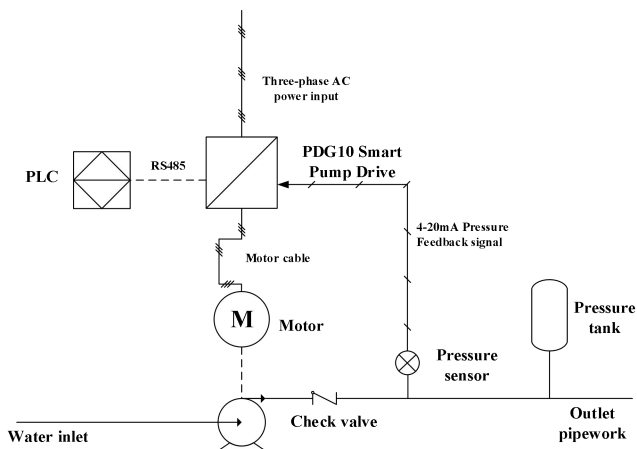 Three-phase AC
power input
PDG10 Smart
Pump Drive
RS485
PLC
4-20mA Pressure
Feedback signal
Motor cable
M
Motor
Pressure
tank
Pressure
sensor
Check valve
Outlet
pipework
Water inlet